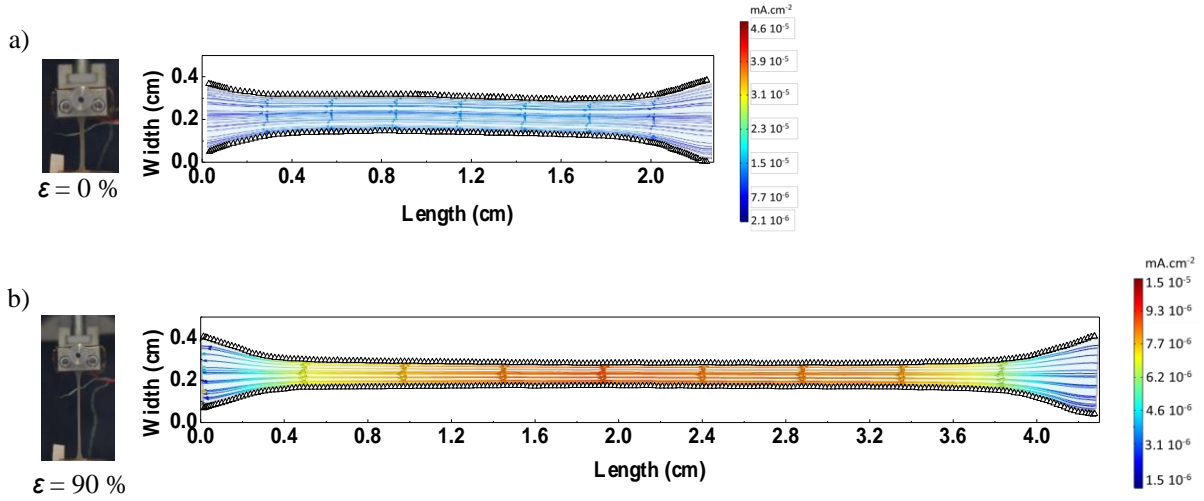 a)
ε = 0 %
Width (cm)
0.4
0.2
0.0
0.0 0.4 0.8 1.2 1.6 2.0
Length (cm)
mA.cm-2
4.6 10-5
3.9 10-5
3.1 10-5
2.3 10-5
1.5 10-5
7.7 10-6
2.1 10-6
b)
ε = 90 %
Width (cm)
0.4
0.2
0.0
0.0 0.4 0.8 1.2 1.6 2.0 2.4 2.8 3.2 3.6 4.0
Length (cm)
mA.cm-2
1.5 10-5
9.3 10-6
7.7 10-6
6.2 10-6
4.6 10-6
3.1 10-6
1.5 10-6